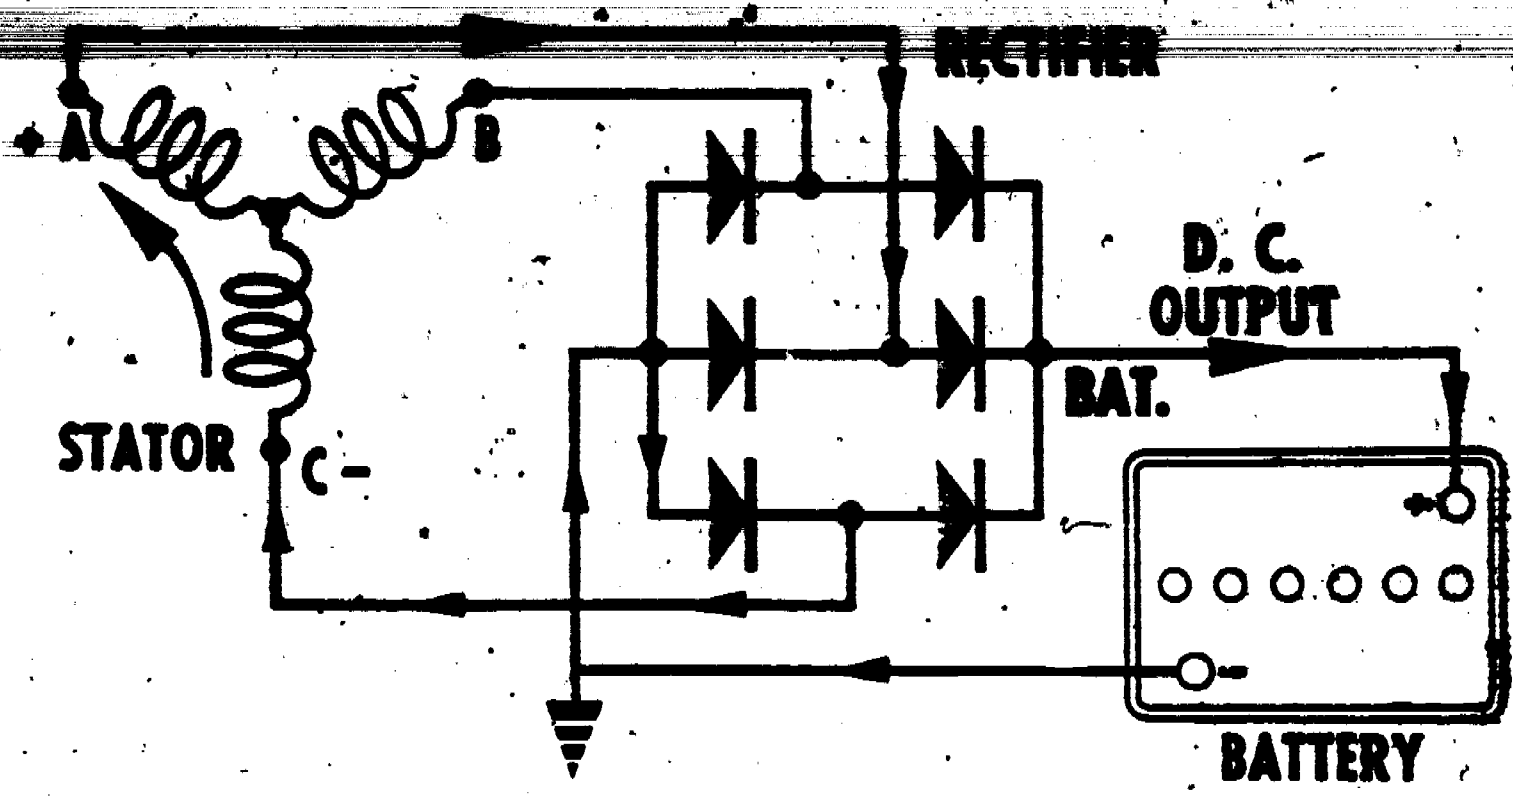 RECTIFIER
+ A
B
D. C.
OUTPUT
BAT.
STATOR
C -
+
-
BATTERY